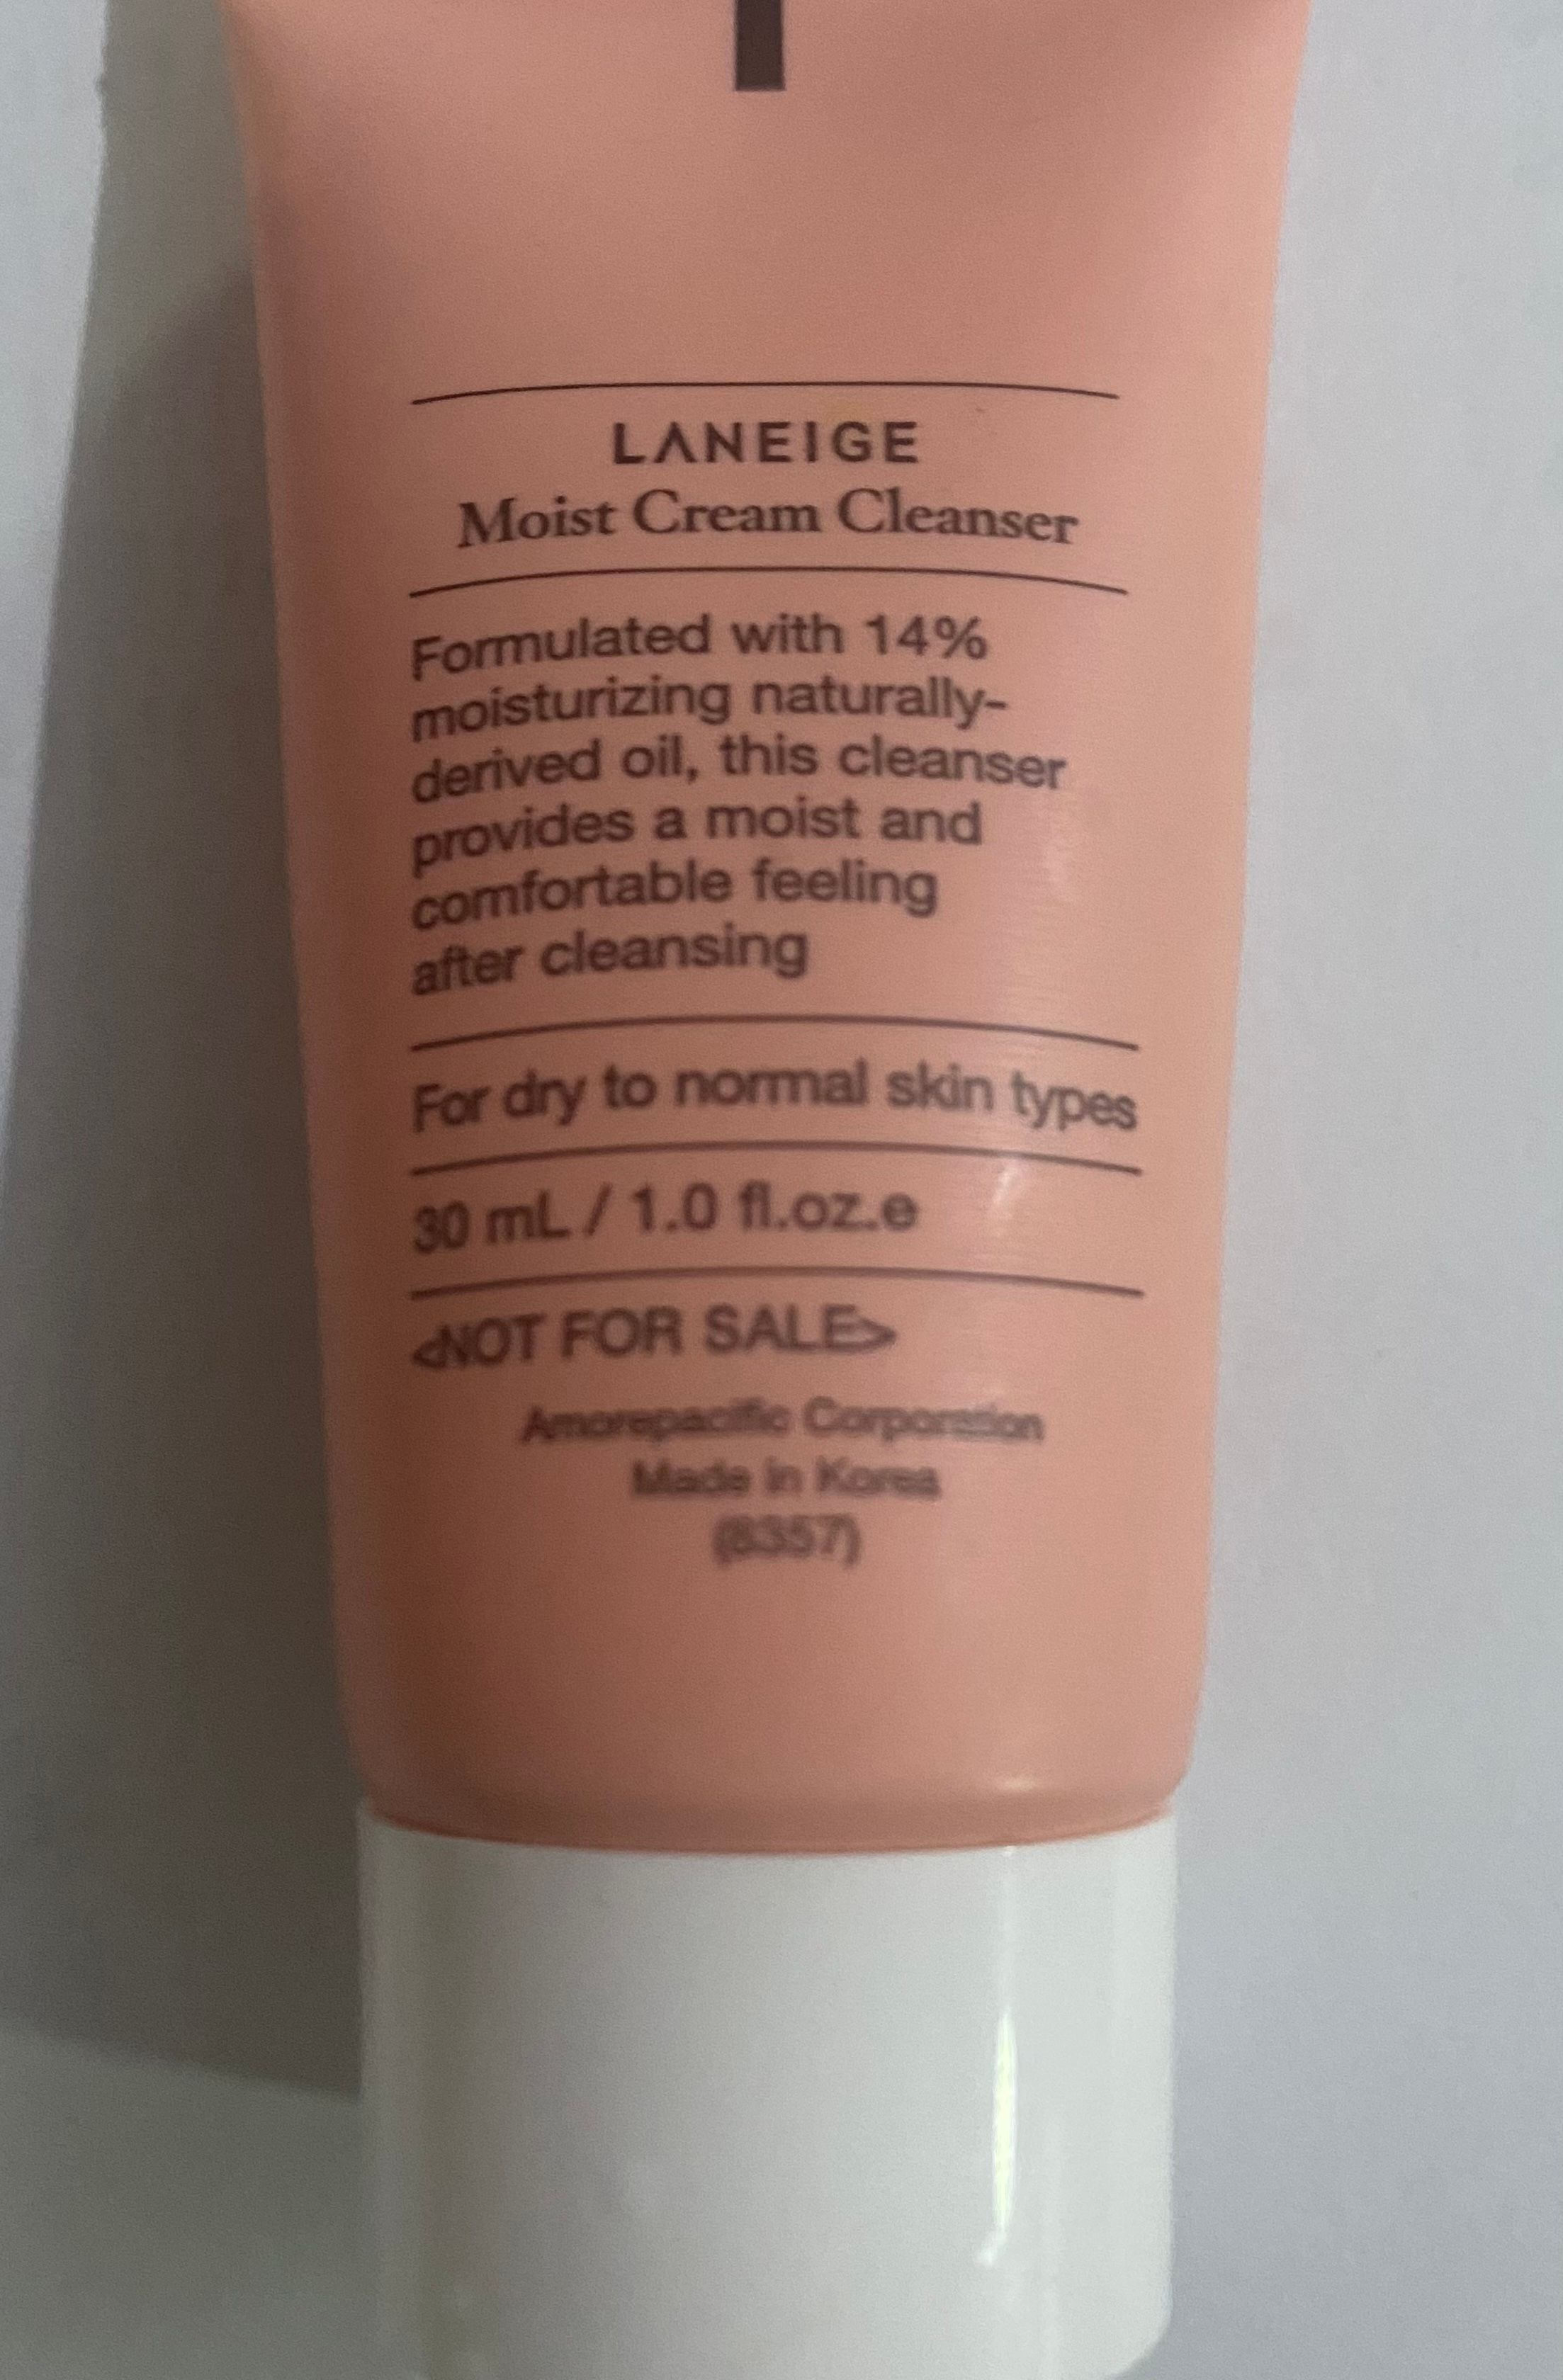 LANEIGE
Moist Cream Cleanser
Formulated with 14%
moisturizing naturally-
derived oil, this cleanser
provides a moist and
comfortable feeling
after cleansing
For dry to normal skin types
30 mL / 1.0 fl.oz.e
<NOT FOR SALE>
Amorepacific Corporation
Made in Korea
(8357)